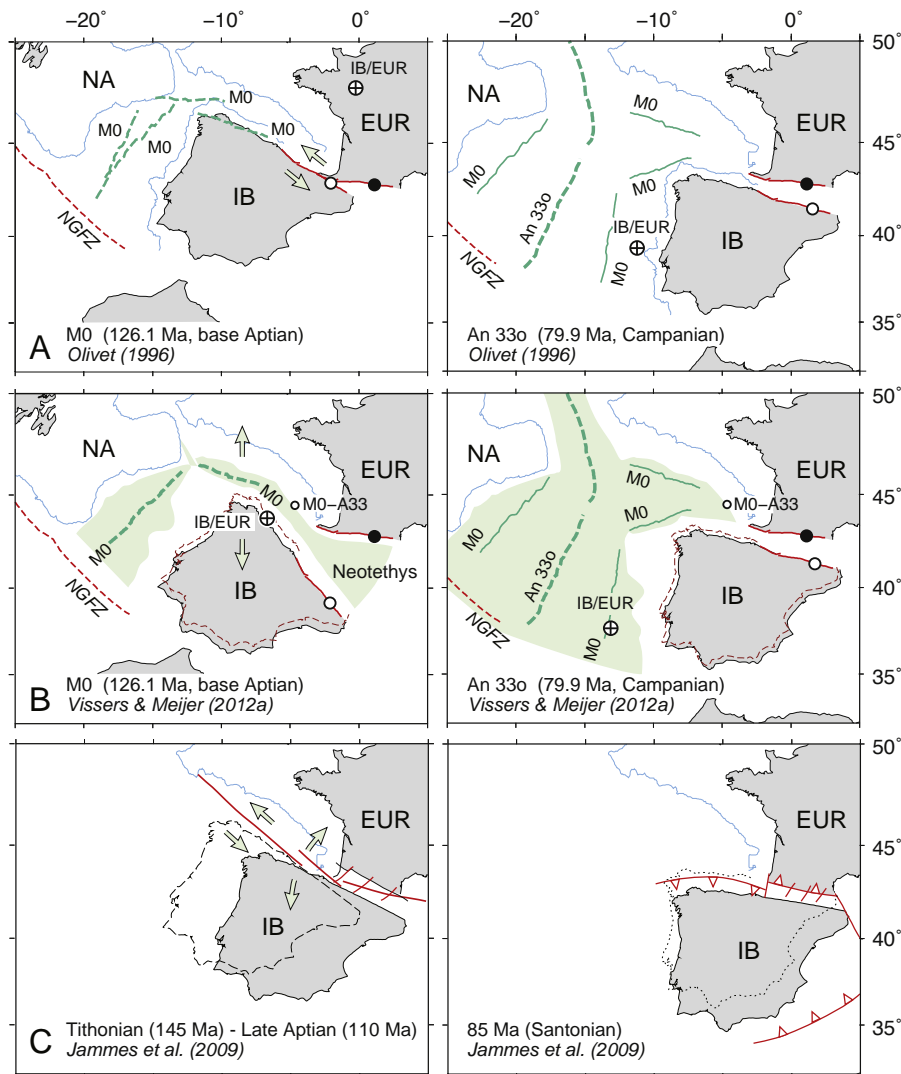 −20° −15° −10° −5° 0°
−20° −15° −10° −5° 0°
NA
IB/EUR
EUR
M0
M0
M0
M0
IB
NGFZ
A
M0 (126.1 Ma, base Aptian)
Olivet (1996)
50°
45°
40°
35°
NA
EUR
M0
M0
M0
An 33o
IB/EUR
M0
IB
NGFZ
An 33o (79.9 Ma, Campanian)
Olivet (1996)
NA
EUR
M0
M0−A33
IB/EUR
M0
IB
Neotethys
NGFZ
B
M0 (126.1 Ma, base Aptian)
Vissers & Meijer (2012a)
50°
45°
40°
35°
NA
EUR
M0
M0−A33
M0
M0
An 33o
IB/EUR
M0
IB
NGFZ
An 33o (79.9 Ma, Campanian)
Vissers & Meijer (2012a)
EUR
IB
C
Tithonian (145 Ma) - Late Aptian (110 Ma)
Jammes et al. (2009)
50°
45°
40°
35°
EUR
IB
85 Ma (Santonian)
Jammes et al. (2009)